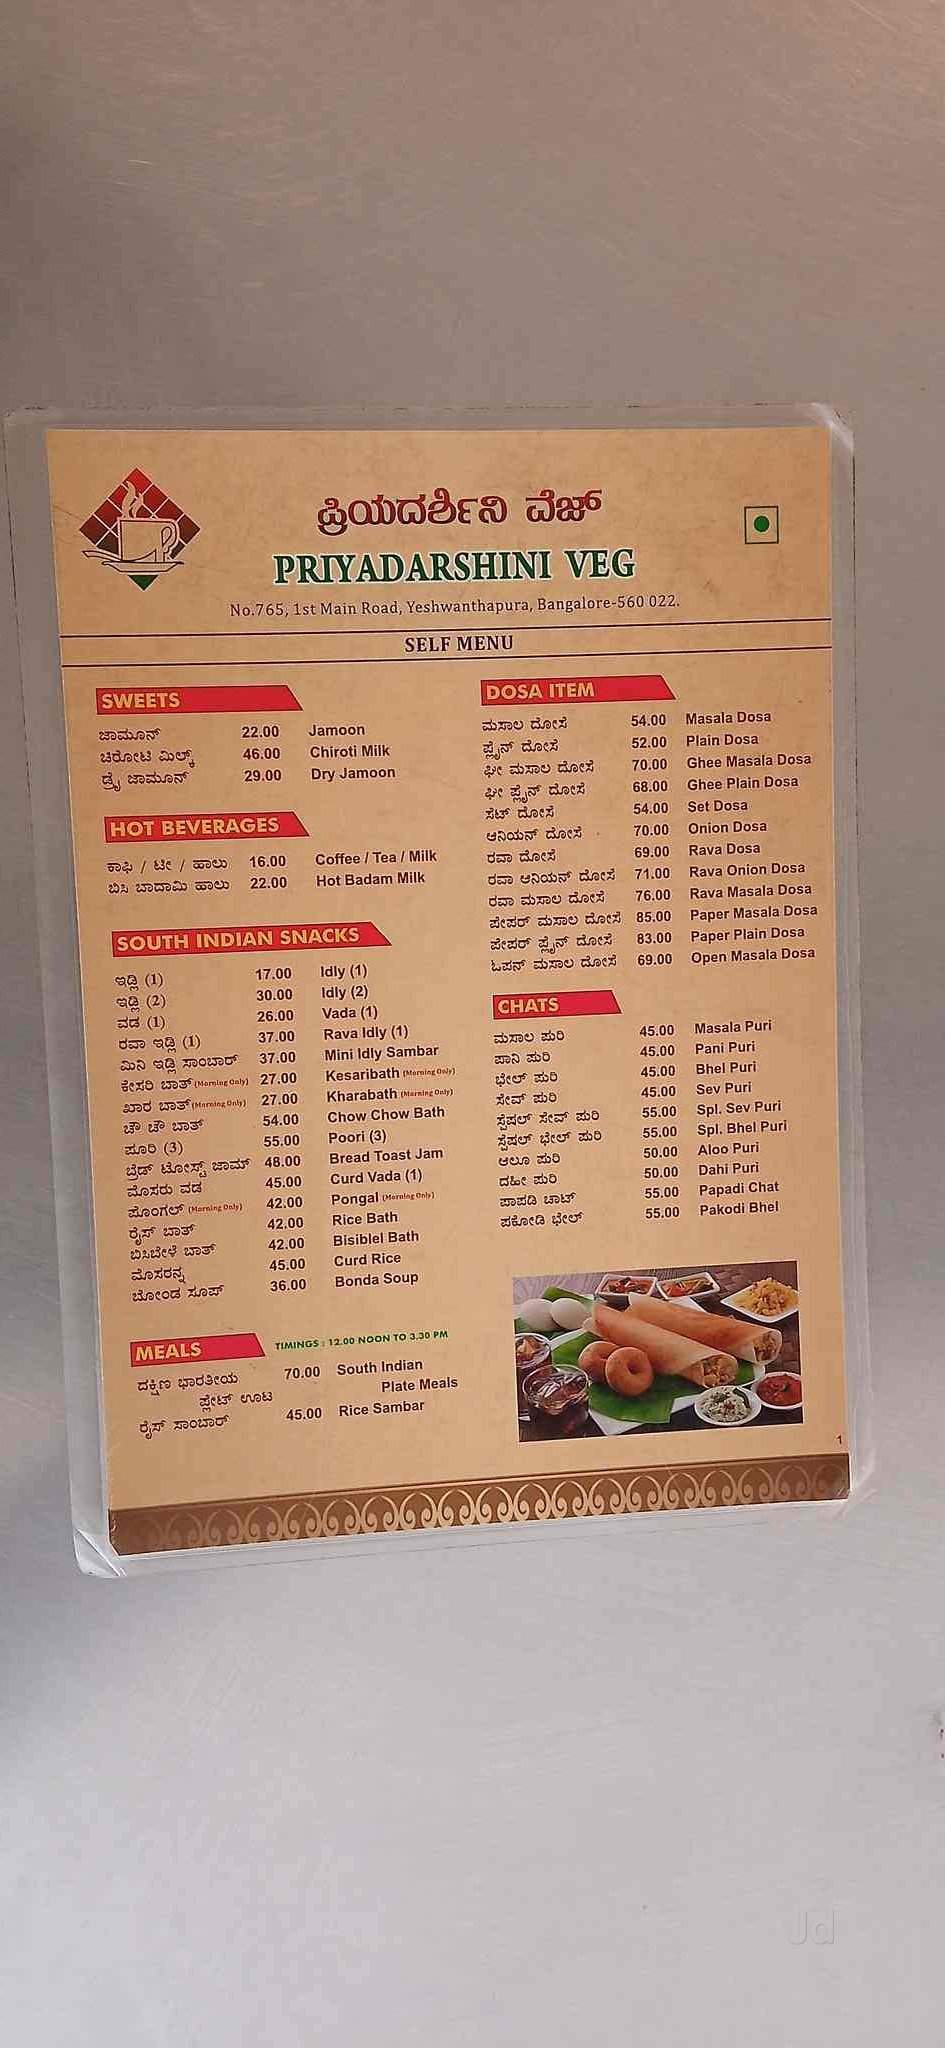 ಪ್ರಿಯದರ್ಶಿನಿ ವೆಜ್
PRIYADARSHINI VEG
No.765, 1st Main Road, Yeshwanthapura, Bangalore-560 022.
SELF MENU
SWEETS
ಜಾಮೂನ್ 22.00 Jamoon
ಚಿರೋಟಿ ಮಿಲ್ಕ್ 46.00 Chiroti Milk
ಡ್ರೈ ಜಾಮೂನ್ 29.00 Dry Jamoon
HOT BEVERAGES
ಕಾಫಿ / ಟೀ / ಹಾಲು 16.00 Coffee / Tea / Milk
ಬಿಸಿ ಬಾದಾಮಿ ಹಾಲು 22.00 Hot Badam Milk
SOUTH INDIAN SNACKS
ಇಡ್ಲಿ (1) 17.00 Idly (1)
ಇಡ್ಲಿ (2) 30.00 Idly (2)
ವಡ (1) 26.00 Vada (1)
ರವಾ ಇಡ್ಲಿ (1) 37.00 Rava Idly (1)
ಮಿನಿ ಇಡ್ಲಿ ಸಾಂಬಾರ್ 37.00 Mini Idly Sambar
ಕೇಸರಿ ಬಾತ್ (Morning Only) 27.00 Kesaribath (Morning Only)
ಖಾರ ಬಾತ್ (Morning Only) 27.00 Kharabath (Morning Only)
ಚೌ ಚೌ ಬಾತ್ 54.00 Chow Chow Bath
ಪೂರಿ (3) 55.00 Poori (3)
ಬ್ರೆಡ್ ಟೋಸ್ಟ್ ಜಾಮ್ 48.00 Bread Toast Jam
ಮೊಸರು ವಡ 45.00 Curd Vada (1)
ಪೊಂಗಲ್ (Morning Only) 42.00 Pongal (Morning Only)
ರೈಸ್ ಬಾತ್ 42.00 Rice Bath
ಬಿಸಿಬೇಳೆ ಬಾತ್ 42.00 Bisiblel Bath
ಮೊಸರನ್ನ 45.00 Curd Rice
ಬೋಂಡ ಸೂಪ್ 36.00 Bonda Soup
MEALS TIMINGS : 12.00 NOON TO 3.30 PM
ದಕ್ಷಿಣ ಭಾರತೀಯ 70.00 South Indian
ಪ್ಲೇಟ್ ಊಟ Plate Meals
ರೈಸ್ ಸಾಂಬಾರ್ 45.00 Rice Sambar
DOSA ITEM
ಮಸಾಲ ದೋಸೆ 54.00 Masala Dosa
ಪ್ಲೈನ್ ದೋಸೆ 52.00 Plain Dosa
ಘೀ ಮಸಾಲ ದೋಸೆ 70.00 Ghee Masala Dosa
ಘೀ ಪ್ಲೈನ್ ದೋಸೆ 68.00 Ghee Plain Dosa
ಸೆಟ್ ದೋಸೆ 54.00 Set Dosa
ಆನಿಯನ್ ದೋಸೆ 70.00 Onion Dosa
ರವಾ ದೋಸೆ 69.00 Rava Dosa
ರವಾ ಆನಿಯನ್ ದೋಸೆ 71.00 Rava Onion Dosa
ರವಾ ಮಸಾಲ ದೋಸೆ 76.00 Rava Masala Dosa
ಪೇಪರ್ ಮಸಾಲ ದೋಸೆ 85.00 Paper Masala Dosa
ಪೇಪರ್ ಪ್ಲೈನ್ ದೋಸೆ 83.00 Paper Plain Dosa
ಓಪನ್ ಮಸಾಲ ದೋಸೆ 69.00 Open Masala Dosa
CHATS
ಮಸಾಲ ಪುರಿ 45.00 Masala Puri
ಪಾನಿ ಪುರಿ 45.00 Pani Puri
ಭೇಲ್ ಪುರಿ 45.00 Bhel Puri
ಸೇವ್ ಪುರಿ 45.00 Sev Puri
ಸ್ಪೆಷಲ್ ಸೇವ್ ಪುರಿ 55.00 Spl. Sev Puri
ಸ್ಪೆಷಲ್ ಭೇಲ್ ಪುರಿ 55.00 Spl. Bhel Puri
ಆಲೂ ಪುರಿ 50.00 Aloo Puri
ದಹೀ ಪುರಿ 50.00 Dahi Puri
ಪಾಪಡಿ ಚಾಟ್ 55.00 Papadi Chat
ಪಕೋಡಿ ಭೇಲ್ 55.00 Pakodi Bhel
1
Jd